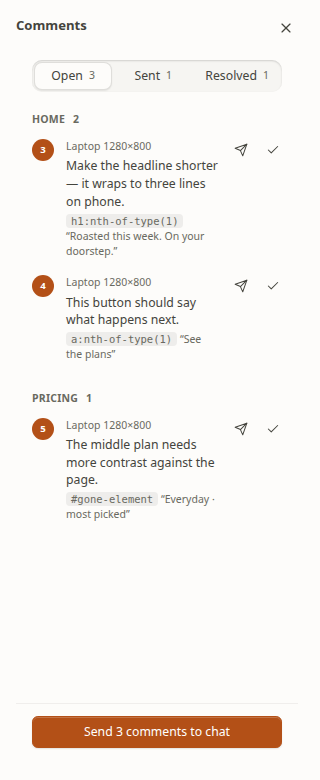 Comments
Open 3 Sent 1 Resolved 1
HOME 2
3 Laptop 1280×800
Make the headline shorter
— it wraps to three lines
on phone.
h1:nth-of-type(1)
“Roasted this week. On your
doorstep.”
4 Laptop 1280×800
This button should say
what happens next.
a:nth-of-type(1) “See
the plans”
PRICING 1
5 Laptop 1280×800
The middle plan needs
more contrast against the
page.
#gone-element “Everyday ·
most picked”
Send 3 comments to chat